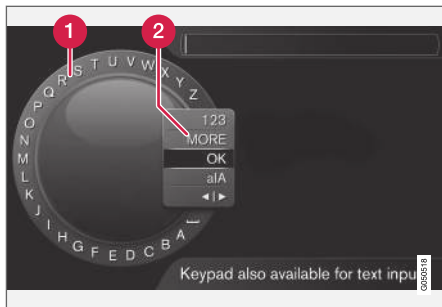 1
2
A B C D E F G H I J K L M N O P Q R S T U V W X Y Z
123
MORE
OK
a|A
◄|►
Keypad also available for text inpu
G050518